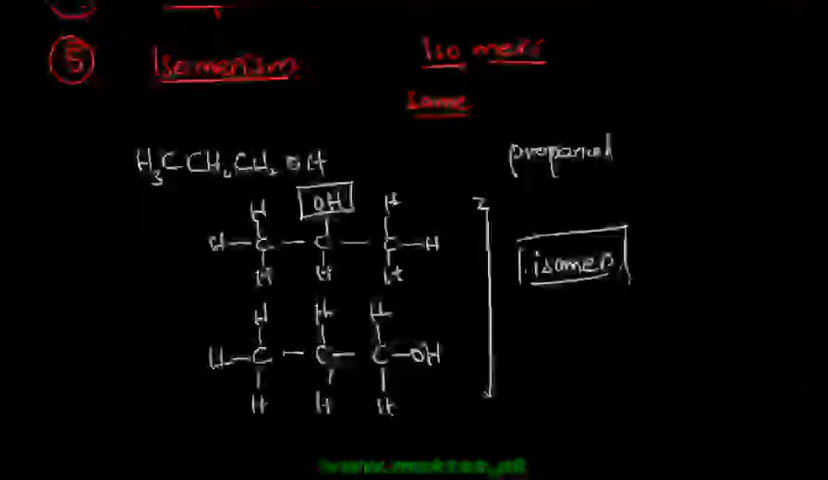 ⑤ Isomerism Iso meri
same
H₃C CH₂ CH₂ OH propanol
H OH H
H—C—C—C—H
H H H
isomer
H H H
H—C—C—C—OH
H H H